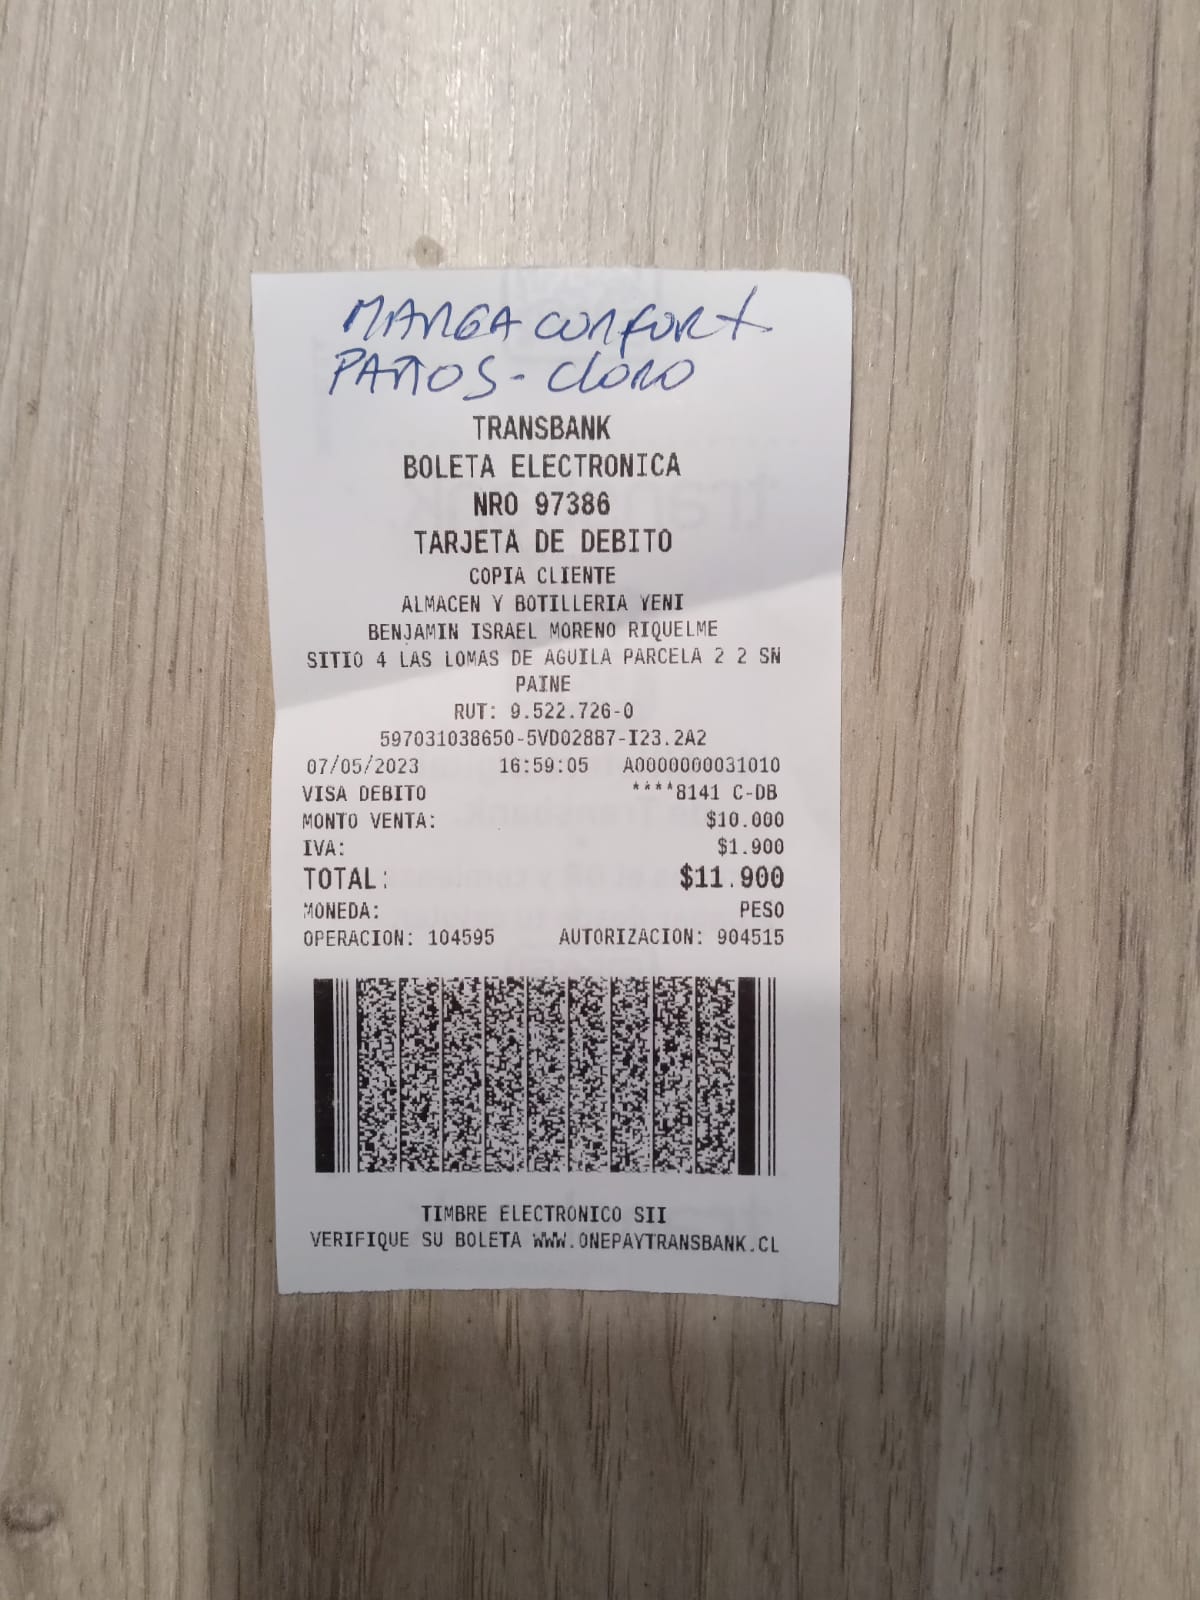 MANGA CONFORT
PAÑOS - CLORO
TRANSBANK
BOLETA ELECTRONICA
NRO 97386
TARJETA DE DEBITO
COPIA CLIENTE
ALMACEN Y BOTILLERIA YENI
BENJAMIN ISRAEL MORENO RIQUELME
SITIO 4 LAS LOMAS DE AGUILA PARCELA 2 2 SN
PAINE
RUT: 9.522.726-0
597031038650-5VD02887-I23.2A2
07/05/2023 16:59:05 A0000000031010
VISA DEBITO ****8141 C-DB
MONTO VENTA: $10.000
IVA: $1.900
TOTAL: $11.900
MONEDA: PESO
OPERACION: 104595 AUTORIZACION: 904515
TIMBRE ELECTRONICO SII
VERIFIQUE SU BOLETA WWW.ONEPAYTRANSBANK.CL